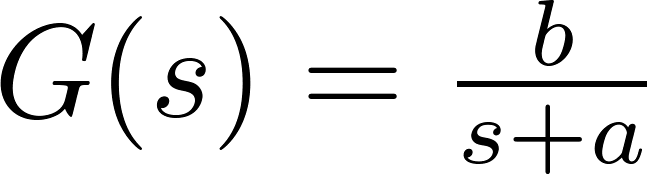 G(s) = b/(s+a)